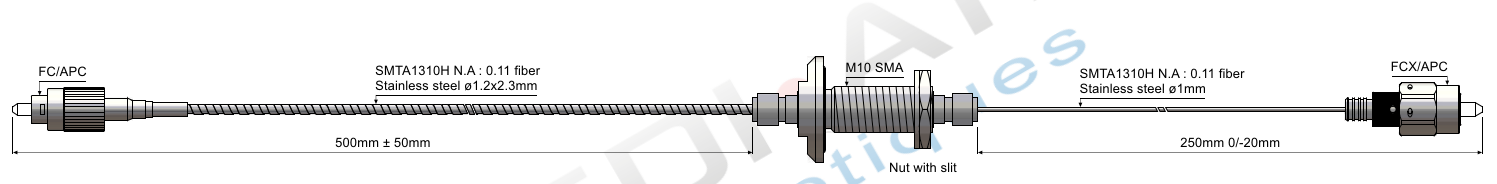 FC/APC
SMTA1310H N.A : 0.11 fiber
Stainless steel ø1.2x2.3mm
M10 SMA
SMTA1310H N.A : 0.11 fiber
Stainless steel ø1mm
FCX/APC
500mm ± 50mm
Nut with slit
250mm 0/-20mm